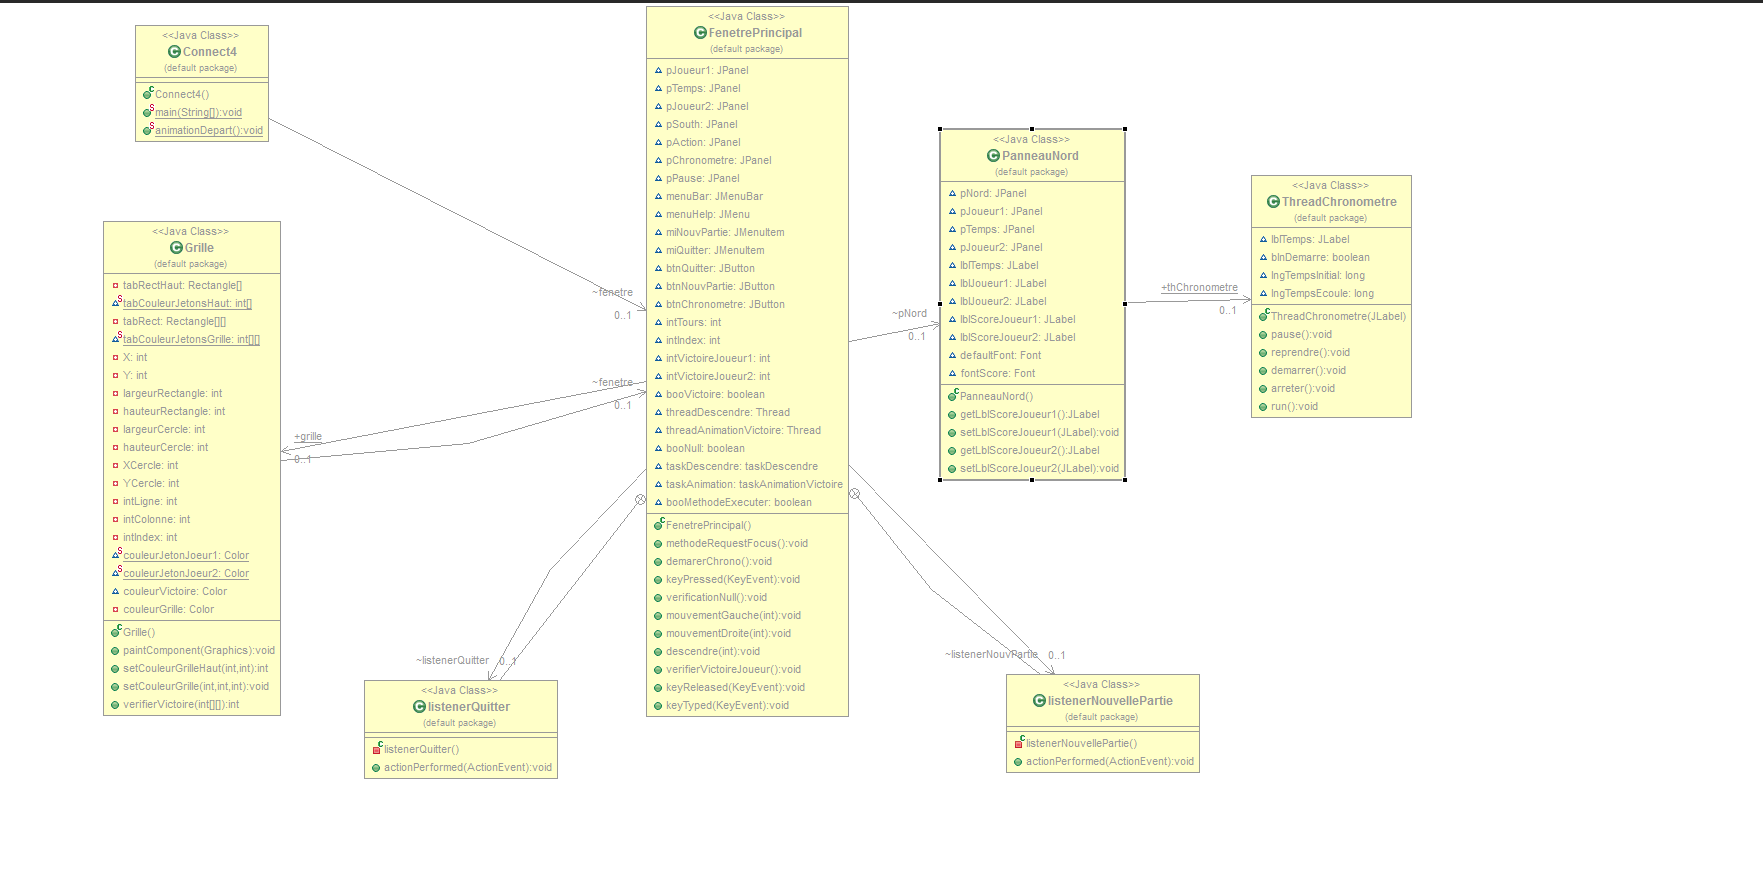 <<Java Class>>
Connect4
(default package)
Connect4()
main(String[]):void
animationDepart():void
<<Java Class>>
Grille
(default package)
tabRectHaut: Rectangle[]
tabCouleurJetonsHaut: int[]
tabRect: Rectangle[][]
tabCouleurJetonsGrille: int[][]
X: int
Y: int
largeurRectangle: int
hauteurRectangle: int
largeurCercle: int
hauteurCercle: int
XCercle: int
YCercle: int
intLigne: int
intColonne: int
intIndex: int
couleurJetonJoeur1: Color
couleurJetonJoeur2: Color
couleurVictoire: Color
couleurGrille: Color
Grille()
paintComponent(Graphics):void
setCouleurGrilleHaut(int,int):int
setCouleurGrille(int,int,int):void
verifierVictoire(int[][]):int
~fenetre
0..1
~fenetre
0..1
+grille
0..1
<<Java Class>>
FenetrePrincipal
(default package)
pJoueur1: JPanel
pTemps: JPanel
pJoueur2: JPanel
pSouth: JPanel
pAction: JPanel
pChronometre: JPanel
pPause: JPanel
menuBar: JMenuBar
menuHelp: JMenu
miNouvPartie: JMenuItem
miQuitter: JMenuItem
btnQuitter: JButton
btnNouvPartie: JButton
btnChronometre: JButton
intTours: int
intIndex: int
intVictoireJoueur1: int
intVictoireJoueur2: int
booVictoire: boolean
threadDescendre: Thread
threadAnimationVictoire: Thread
booNull: boolean
taskDescendre: taskDescendre
taskAnimation: taskAnimationVictoire
booMethodeExecuter: boolean
FenetrePrincipal()
methodeRequestFocus():void
demarerChrono():void
keyPressed(KeyEvent):void
verificationNull():void
mouvementGauche(int):void
mouvementDroite(int):void
descendre(int):void
verifierVictoireJoueur():void
keyReleased(KeyEvent):void
keyTyped(KeyEvent):void
~pNord
0..1
<<Java Class>>
PanneauNord
(default package)
pNord: JPanel
pJoueur1: JPanel
pTemps: JPanel
pJoueur2: JPanel
lblTemps: JLabel
lblJoueur1: JLabel
lblJoueur2: JLabel
lblScoreJoueur1: JLabel
lblScoreJoueur2: JLabel
defaultFont: Font
fontScore: Font
PanneauNord()
getLblScoreJoueur1():JLabel
setLblScoreJoueur1(JLabel):void
getLblScoreJoueur2():JLabel
setLblScoreJoueur2(JLabel):void
+thChronometre
0..1
<<Java Class>>
ThreadChronometre
(default package)
lblTemps: JLabel
blnDemarre: boolean
lngTempsInitial: long
lngTempsEcoule: long
ThreadChronometre(JLabel)
pause():void
reprendre():void
demarrer():void
arreter():void
run():void
~listenerQuitter
0..1
<<Java Class>>
listenerQuitter
(default package)
listenerQuitter()
actionPerformed(ActionEvent):void
~listenerNouvPartie
0..1
<<Java Class>>
listenerNouvellePartie
(default package)
listenerNouvellePartie()
actionPerformed(ActionEvent):void